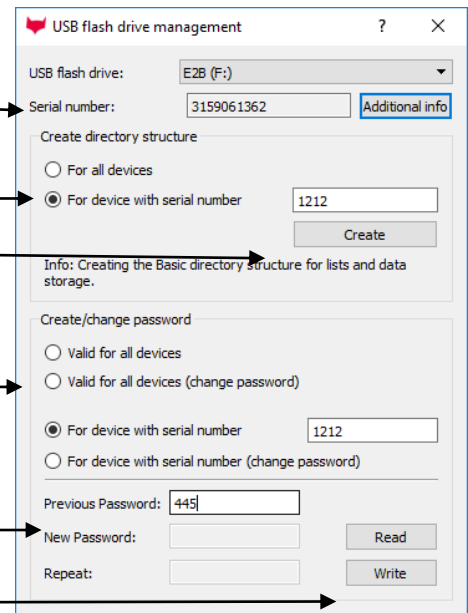 USB flash drive management ? X
USB flash drive: E2B (F:)
Serial number: 3159061362 Additional info
Create directory structure
For all devices
For device with serial number 1212
Create
Info: Creating the Basic directory structure for lists and data
storage.
Create/change password
Valid for all devices
Valid for all devices (change password)
For device with serial number 1212
For device with serial number (change password)
Previous Password: 445
New Password: Read
Repeat: Write